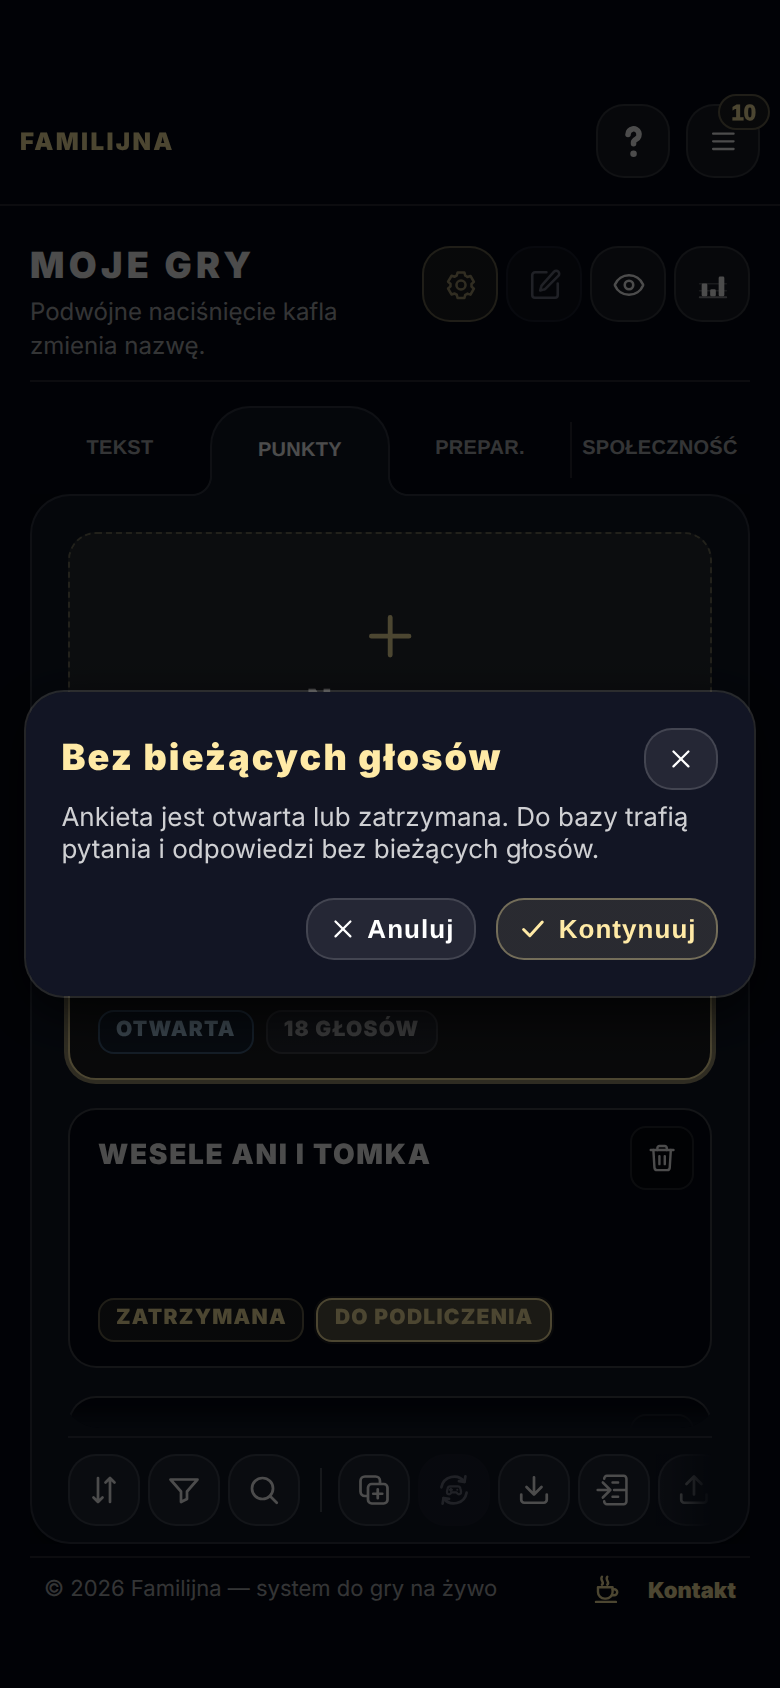 FAMILIJNA
10
MOJE GRY
Podwójne naciśnięcie kafla
zmienia nazwę.
TEKST
PUNKTY
PREPAR.
SPOŁECZNOŚĆ
Bez bieżących głosów
Ankieta jest otwarta lub zatrzymana. Do bazy trafią
pytania i odpowiedzi bez bieżących głosów.
Anuluj
Kontynuuj
OTWARTA
18 GŁOSÓW
WESELE ANI I TOMKA
ZATRZYMANA
DO PODLICZENIA
© 2026 Familijna — system do gry na żywo
Kontakt